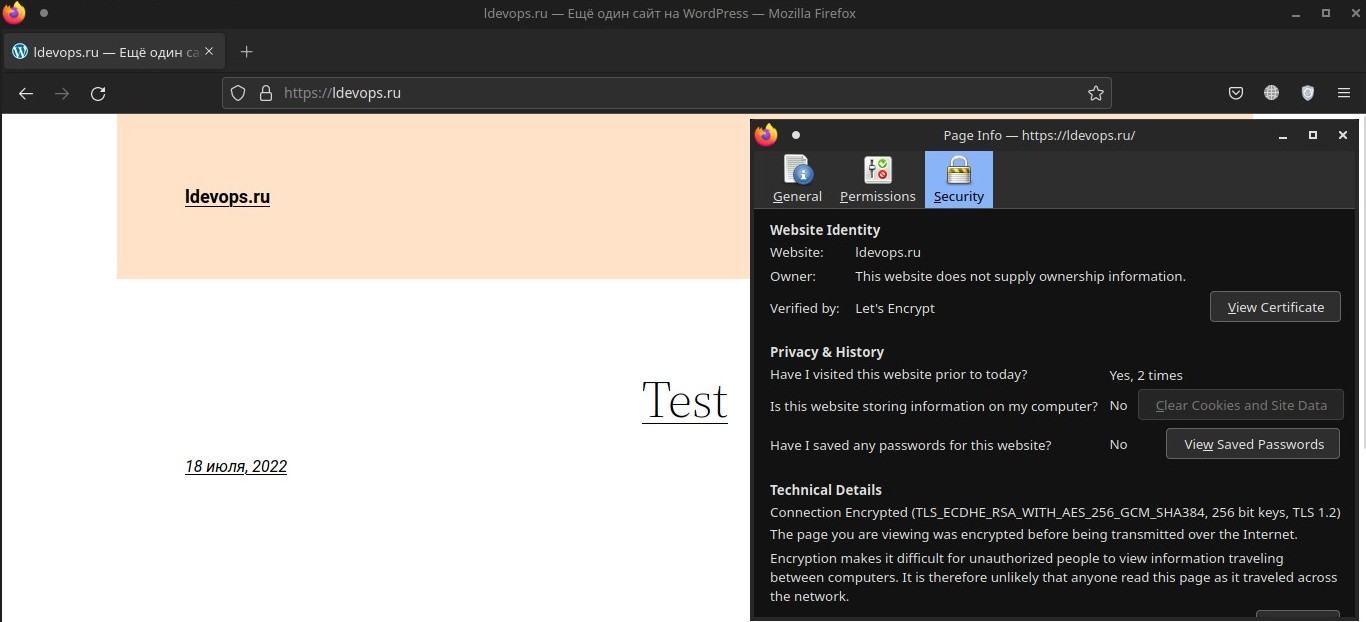 ldevops.ru — Ещё один сайт на WordPress — Mozilla Firefox
ldevops.ru — Ещё один са
https://ldevops.ru
ldevops.ru
Test
18 июля, 2022
Page Info — https://ldevops.ru/
General Permissions Security
Website Identity
Website: ldevops.ru
Owner: This website does not supply ownership information.
Verified by: Let's Encrypt View Certificate
Privacy & History
Have I visited this website prior to today? Yes, 2 times
Is this website storing information on my computer? No Clear Cookies and Site Data
Have I saved any passwords for this website? No View Saved Passwords
Technical Details
Connection Encrypted (TLS_ECDHE_RSA_WITH_AES_256_GCM_SHA384, 256 bit keys, TLS 1.2)
The page you are viewing was encrypted before being transmitted over the Internet.
Encryption makes it difficult for unauthorized people to view information traveling
between computers. It is therefore unlikely that anyone read this page as it traveled across
the network.